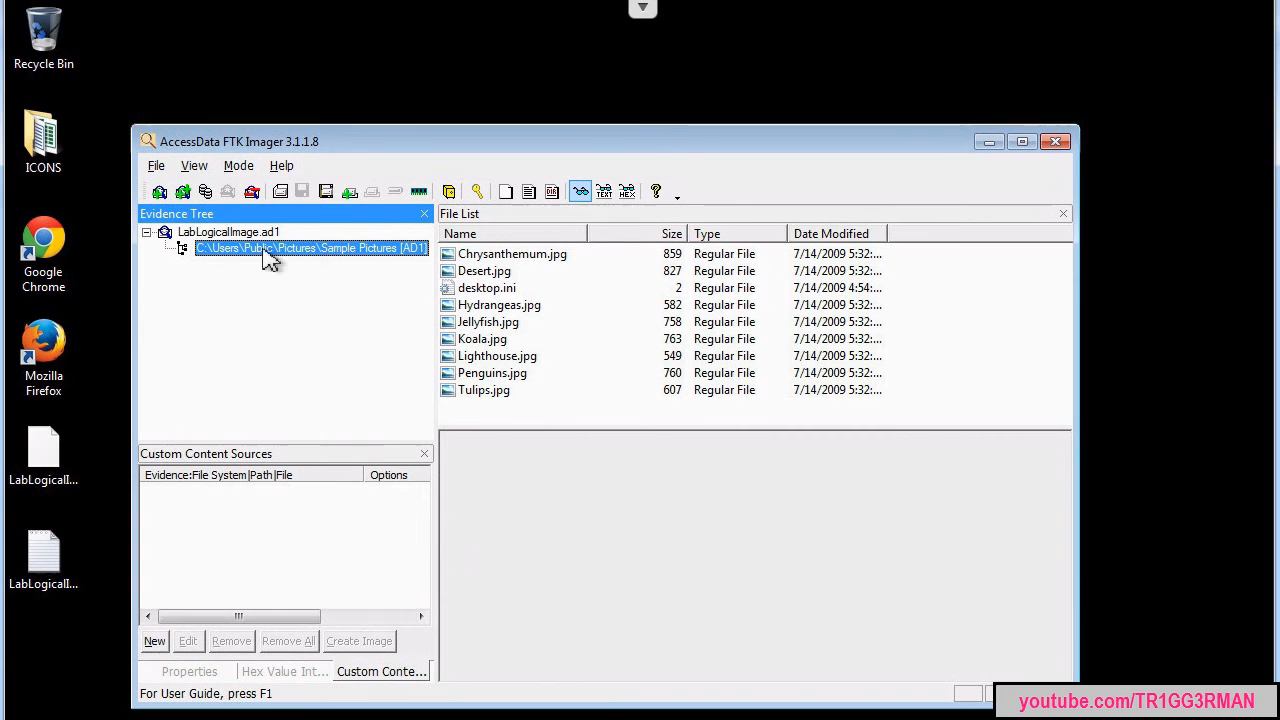 Recycle Bin
ICONS
Google
Chrome
Mozilla
Firefox
LabLogicalI...
LabLogicalI...
AccessData FTK Imager 3.1.1.8
File View Mode Help
TEXT HEX
Evidence Tree
LabLogicalImage.ad1
C:\Users\Public\Pictures\Sample Pictures [AD1]
File List
Name Size Type Date Modified
Chrysanthemum.jpg 859 Regular File 7/14/2009 5:32:...
Desert.jpg 827 Regular File 7/14/2009 5:32:...
desktop.ini 2 Regular File 7/14/2009 4:54:...
Hydrangeas.jpg 582 Regular File 7/14/2009 5:32:...
Jellyfish.jpg 758 Regular File 7/14/2009 5:32:...
Koala.jpg 763 Regular File 7/14/2009 5:32:...
Lighthouse.jpg 549 Regular File 7/14/2009 5:32:...
Penguins.jpg 760 Regular File 7/14/2009 5:32:...
Tulips.jpg 607 Regular File 7/14/2009 5:32:...
Custom Content Sources
Evidence:File System|Path|File Options
New Edit Remove Remove All Create Image
Properties Hex Value Int... Custom Conte...
For User Guide, press F1
youtube.com/TR1GG3RMAN